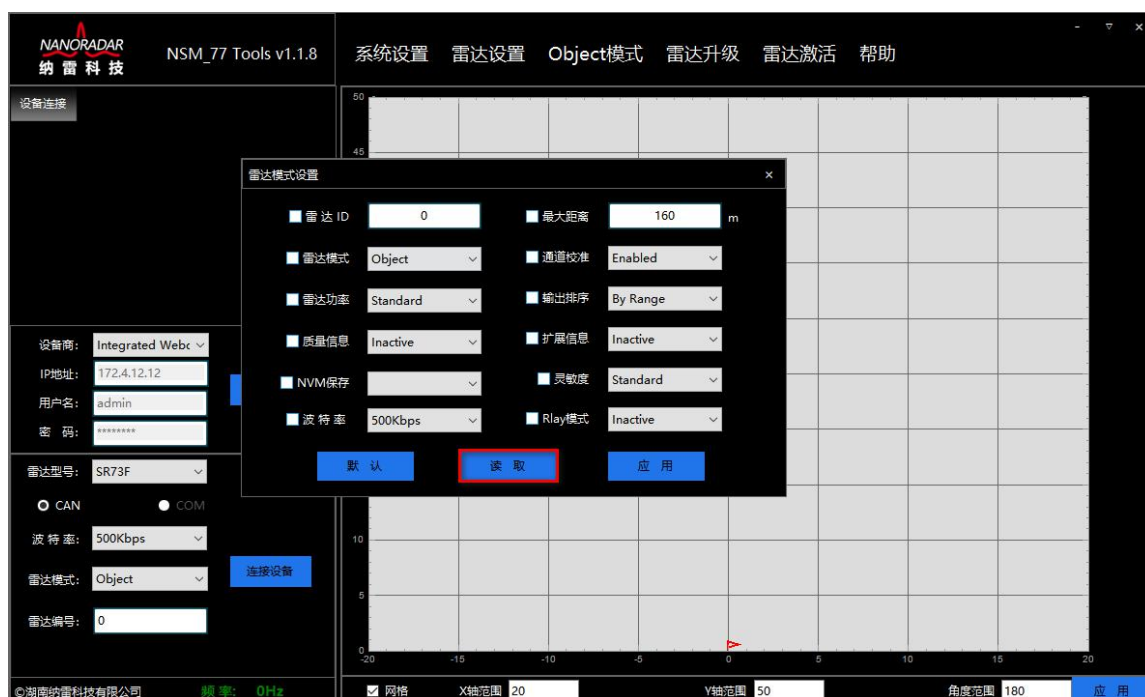 NANORADAR
纳雷科技
NSM_77 Tools v1.1.8
系统设置 雷达设置 Object模式 雷达升级 雷达激活 帮助
设备连接
50
45
雷达模式设置
雷达ID 0 最大距离 160 m
雷达模式 Object 通道校准 Enabled
雷达功率 Standard 输出排序 By Range
质量信息 Inactive 扩展信息 Inactive
NVM保存 灵敏度 Standard
波特率 500Kbps Rlay模式 Inactive
默认 读取 应用
设备商: Integrated Webc
IP地址: 172.4.12.12
用户名: admin
密 码: ********
雷达型号: SR73F
CAN COM
波特率: 500Kbps
连接设备
雷达模式: Object
雷达编号: 0
10
5
0
-20 -15 -10 -5 0 5 10 15 20
©湖南纳雷科技有限公司 频率: 0Hz
网格 X轴范围 20 Y轴范围 50 角度范围 180 应用